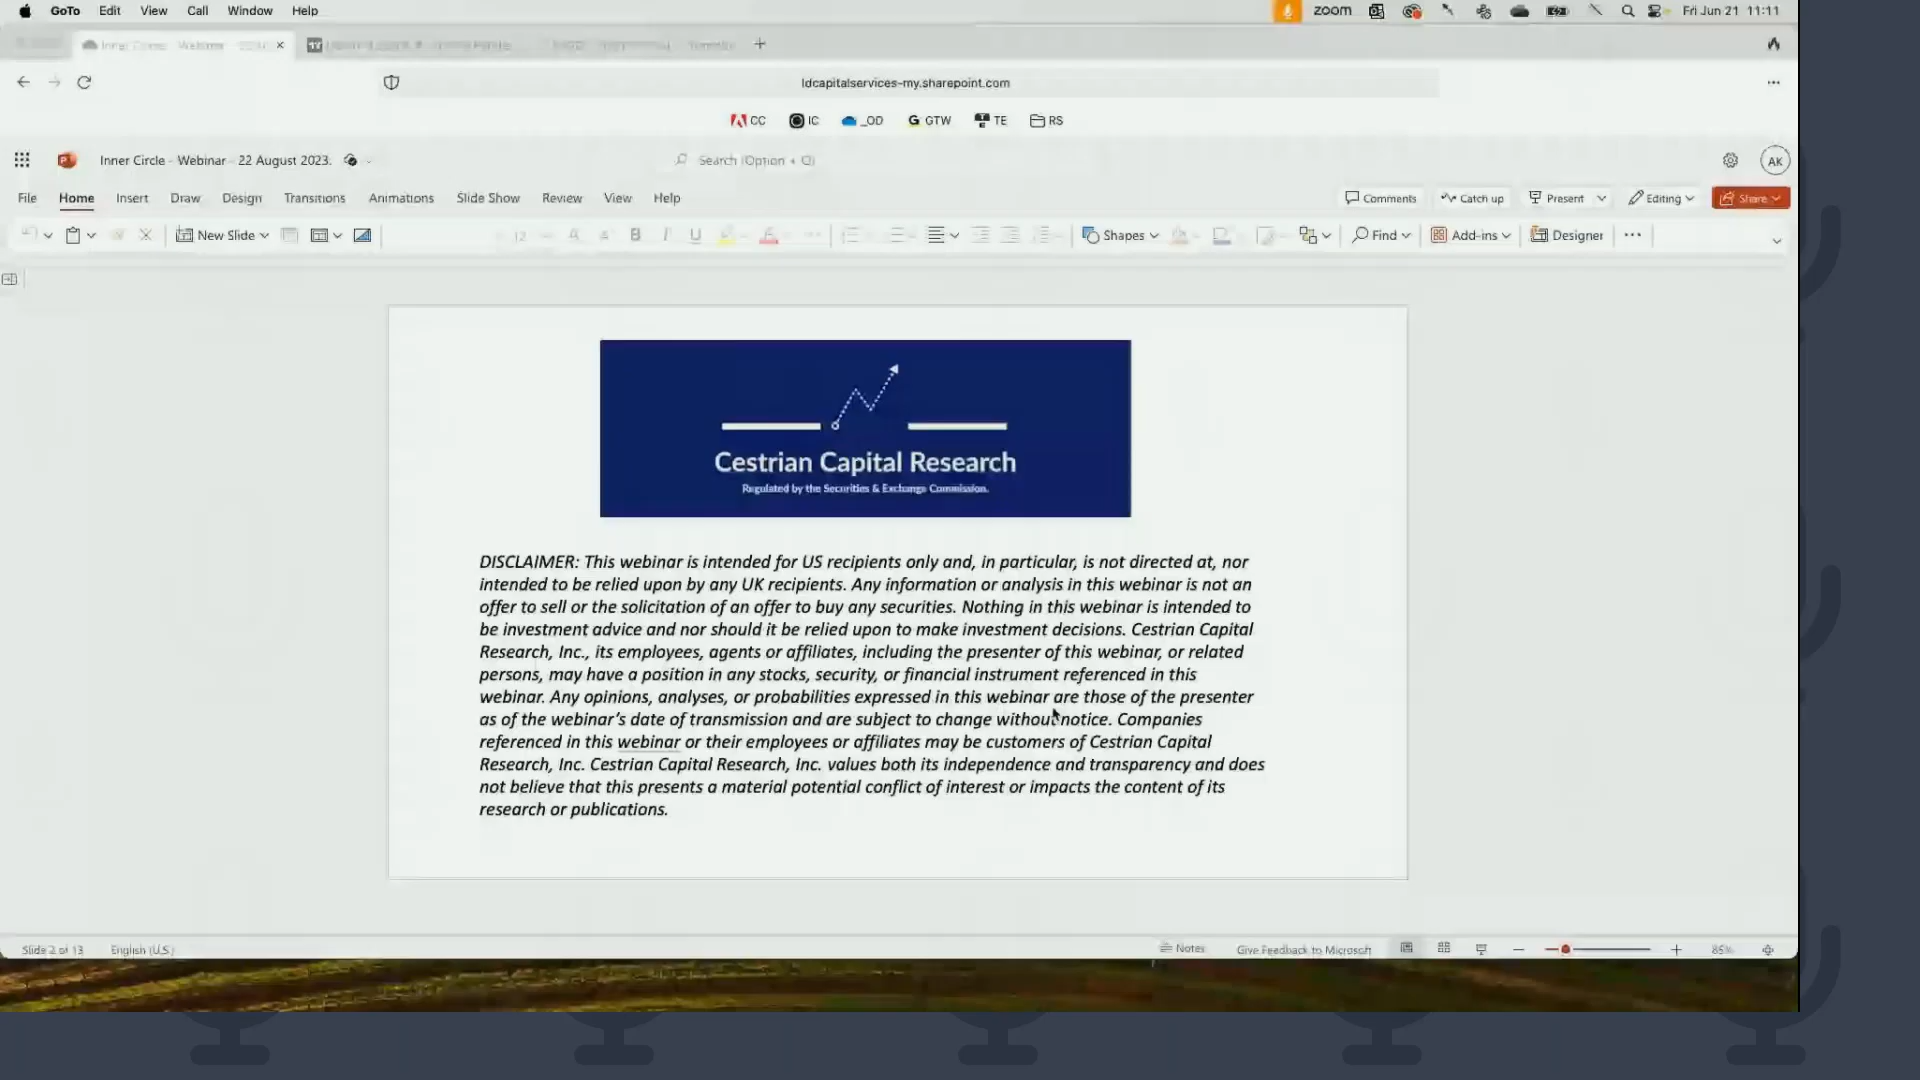 GoTo Edit View Call Window Help zoom Fri Jun 21 11:11
Inner Circle - Webinar - 22 Au
ldcapitalservices-my.sharepoint.com
CC IC _OD GTW TE RS
Inner Circle - Webinar - 22 August 2023. Search (Option + Q) AK
File Home Insert Draw Design Transitions Animations Slide Show Review View Help Comments Catch up Present Editing Share
New Slide 12 B I U Shapes Find Add-ins Designer
Cestrian Capital Research
Regulated by the Securities & Exchange Commission.
DISCLAIMER: This webinar is intended for US recipients only and, in particular, is not directed at, nor
intended to be relied upon by any UK recipients. Any information or analysis in this webinar is not an
offer to sell or the solicitation of an offer to buy any securities. Nothing in this webinar is intended to
be investment advice and nor should it be relied upon to make investment decisions. Cestrian Capital
Research, Inc., its employees, agents or affiliates, including the presenter of this webinar, or related
persons, may have a position in any stocks, security, or financial instrument referenced in this
webinar. Any opinions, analyses, or probabilities expressed in this webinar are those of the presenter
as of the webinar's date of transmission and are subject to change without notice. Companies
referenced in this webinar or their employees or affiliates may be customers of Cestrian Capital
Research, Inc. Cestrian Capital Research, Inc. values both its independence and transparency and does
not believe that this presents a material potential conflict of interest or impacts the content of its
research or publications.
Slide 2 of 13 English (U.S.) Notes Give Feedback to Microsoft 85%